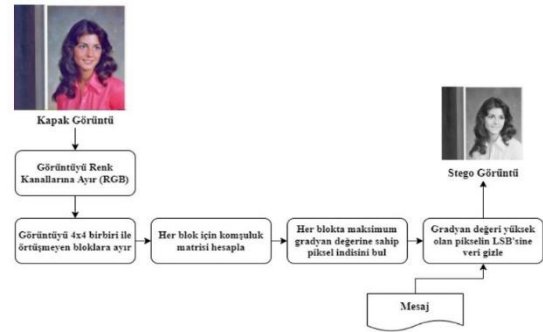 Kapak Görüntü
Görüntüyü Renk
Kanallarına Ayır (RGB)
Görüntüyü 4x4 birbiri ile
örtüşmeyen bloklara ayır
Her blok için komşuluk
matrisi hesapla
Her blokta maksimum
gradyan değerine sahip
piksel indisini bul
Gradyan değeri yüksek
olan pikselin LSB'sine
veri gizle
Stego Görüntü
Mesaj